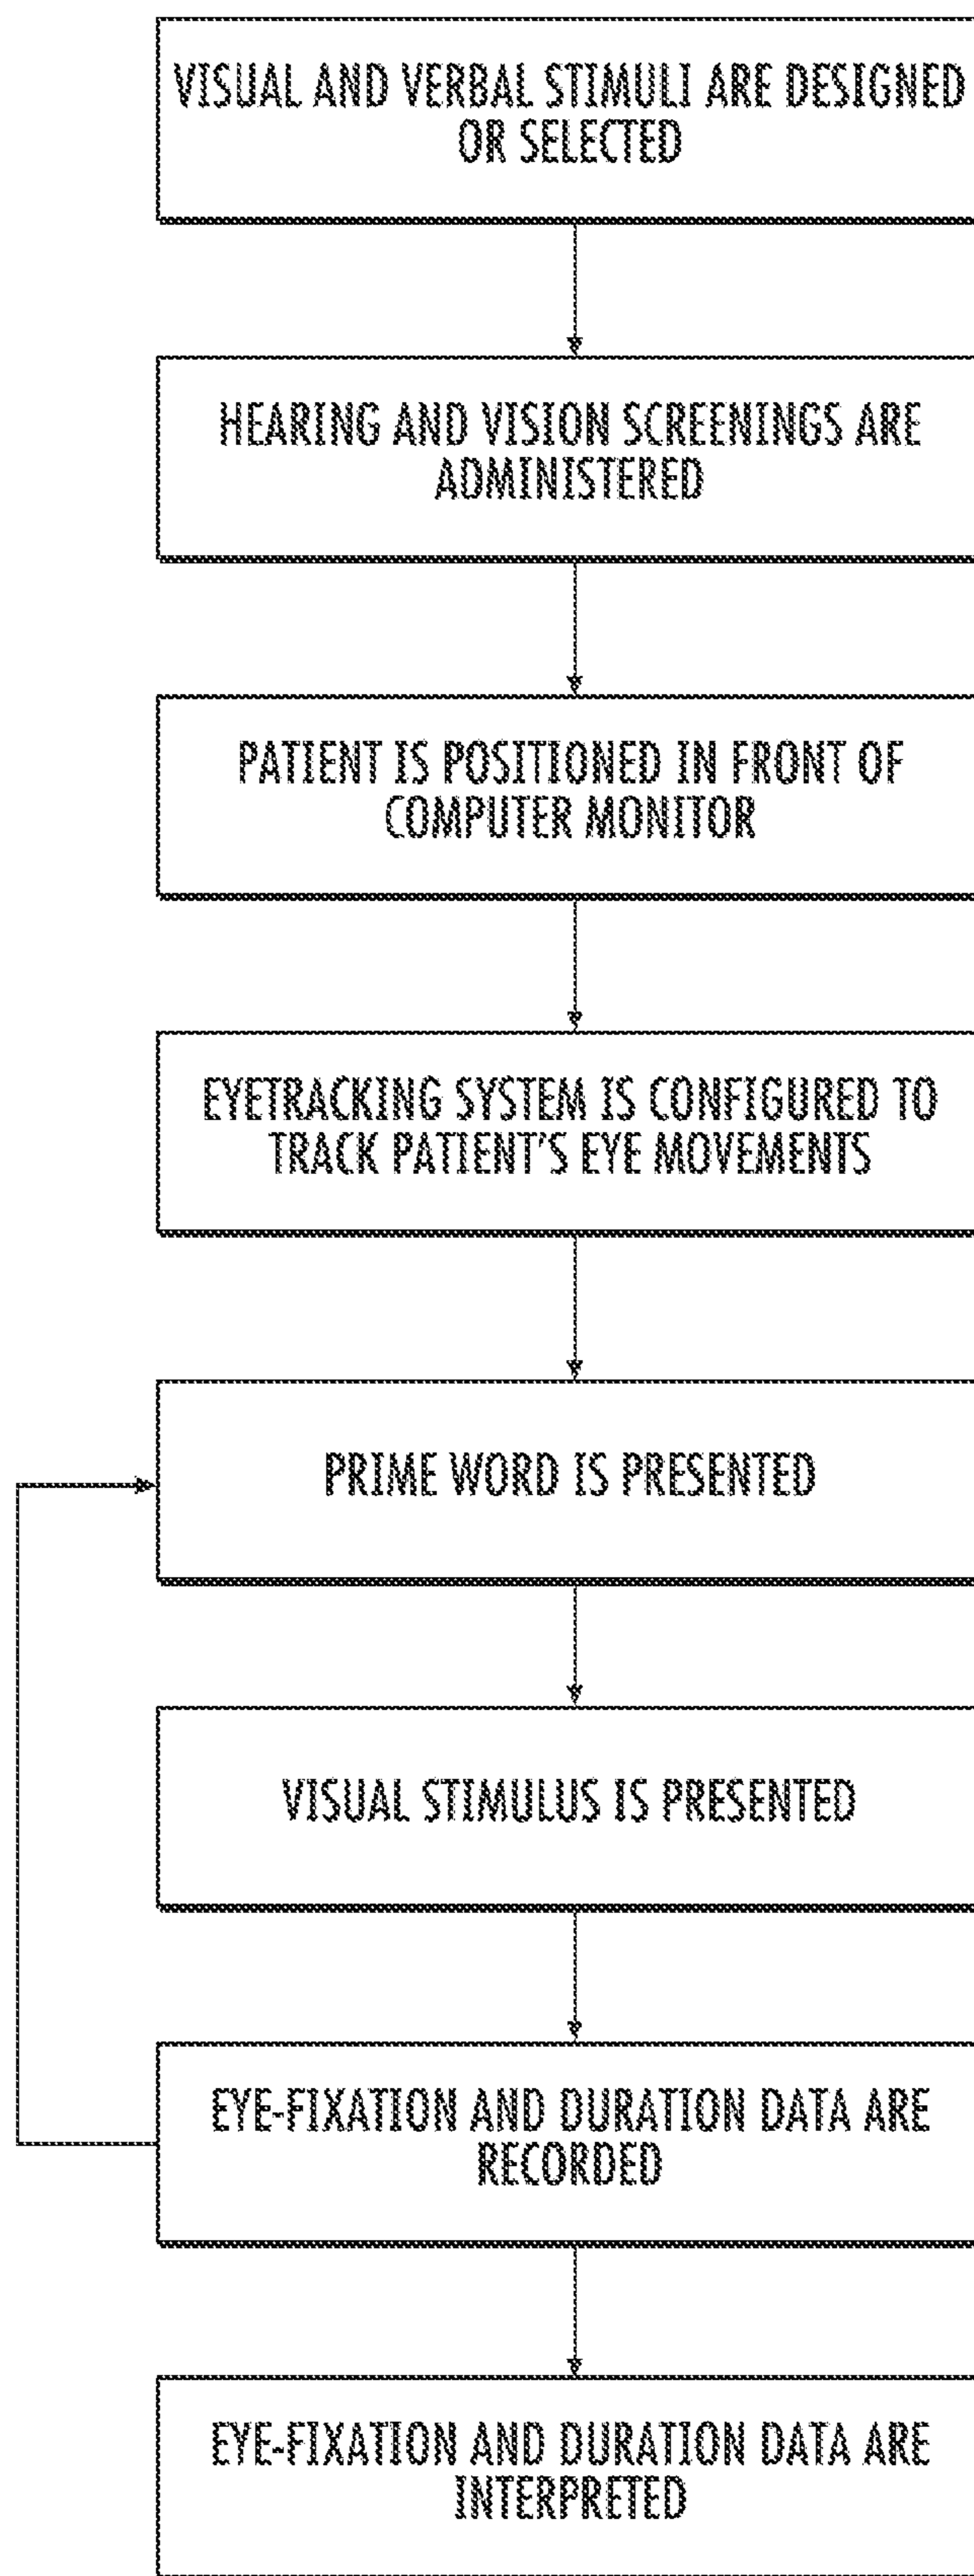 VISUAL AND VERBAL STIMULI ARE DESIGNED
OR SELECTED
HEARING AND VISION SCREENINGS ARE
ADMINISTERED
PATIENT IS POSITIONED IN FRONT OF
COMPUTER MONITOR
EYETRACKING SYSTEM IS CONFIGURED TO
TRACK PATIENT'S EYE MOVEMENTS
PRIME WORD IS PRESENTED
VISUAL STIMULUS IS PRESENTED
EYE-FIXATION AND DURATION DATA ARE
RECORDED
EYE-FIXATION AND DURATION DATA ARE
INTERPRETED